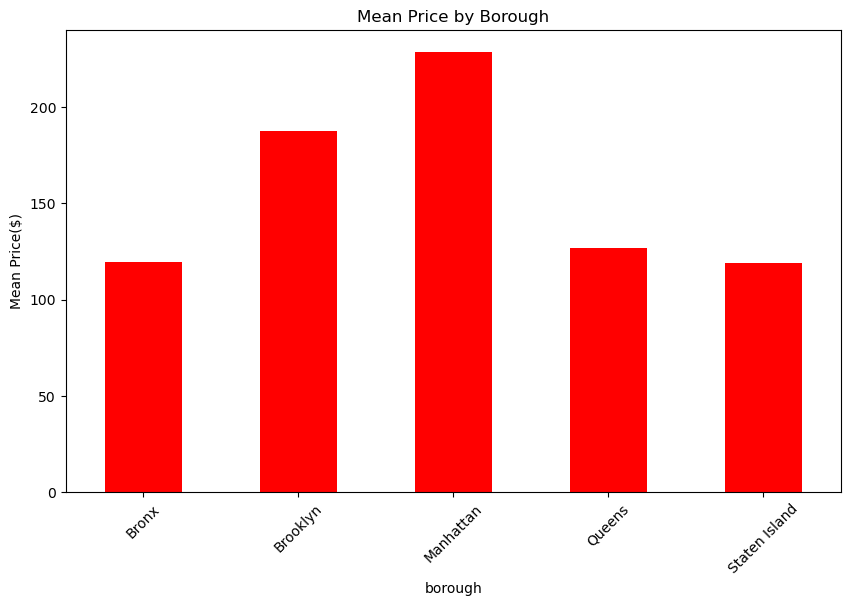 Mean Price by Borough
Mean Price($)
200
150
100
50
0
Bronx
Brooklyn
Manhattan
Queens
Staten Island
borough